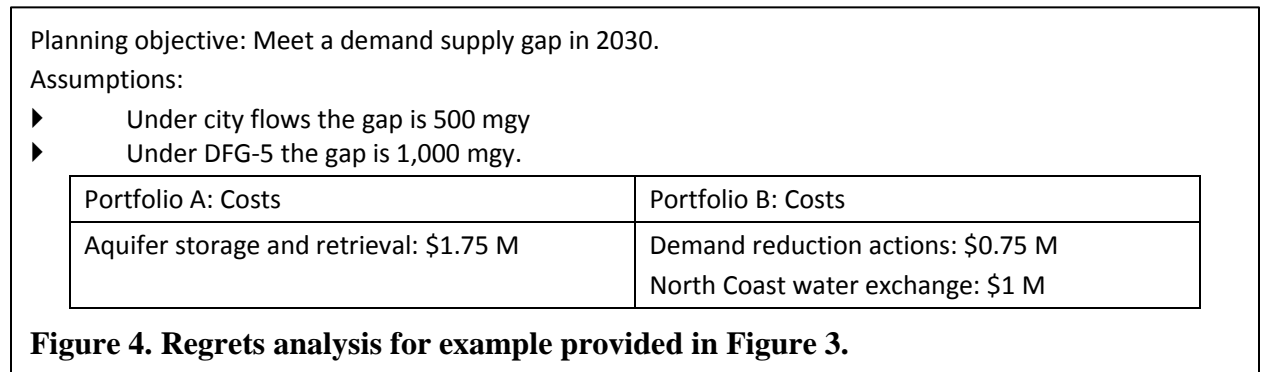 Planning objective: Meet a demand supply gap in 2030.
Assumptions:
Under city flows the gap is 500 mgy
Under DFG-5 the gap is 1,000 mgy.
Portfolio A: Costs
Portfolio B: Costs
Aquifer storage and retrieval: $1.75 M
Demand reduction actions: $0.75 M
North Coast water exchange: $1 M
Figure 4. Regrets analysis for example provided in Figure 3.